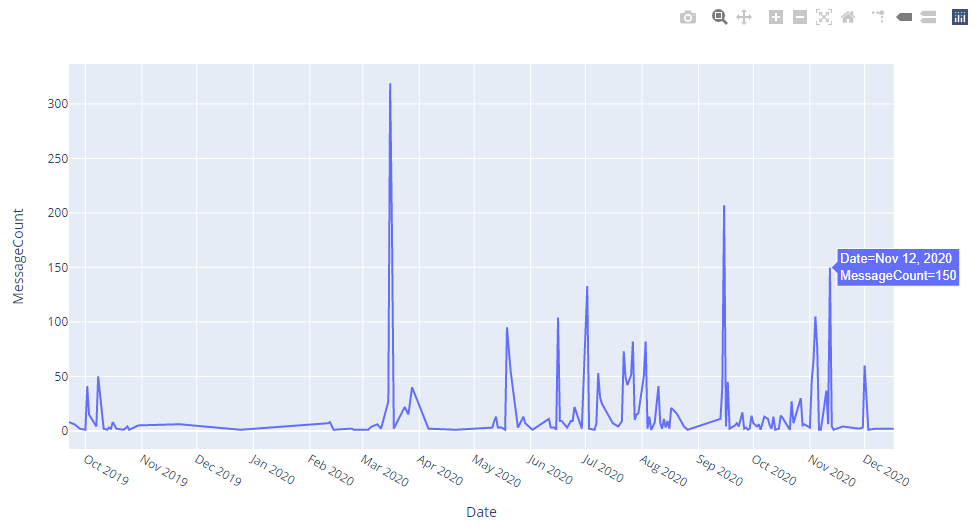 300
250
200
150
100
50
0
MessageCount
Date=Nov 12, 2020
MessageCount=150
Oct 2019
Nov 2019
Dec 2019
Jan 2020
Feb 2020
Mar 2020
Apr 2020
May 2020
Jun 2020
Jul 2020
Aug 2020
Sep 2020
Oct 2020
Nov 2020
Dec 2020
Date